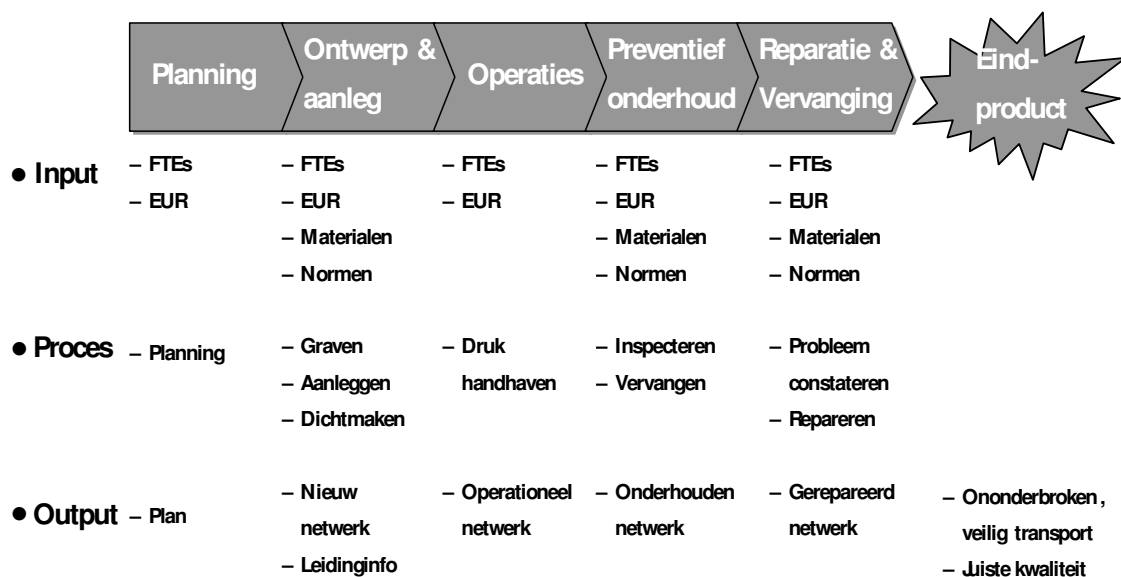 Planning
Ontwerp &
aanleg
Operaties
Preventief
onderhoud
Reparatie &
Vervanging
Eind-
product
● Input
– FTEs
– EUR
– FTEs
– EUR
– Materialen
– Normen
– FTEs
– EUR
– FTEs
– EUR
– Materialen
– Normen
– FTEs
– EUR
– Materialen
– Normen
● Proces
– Planning
– Graven
– Aanleggen
– Dichtmaken
– Druk
handhaven
– Inspecteren
– Vervangen
– Probleem
constateren
– Repareren
● Output
– Plan
– Nieuw
netwerk
– Leidinginfo
– Operationeel
netwerk
– Onderhouden
netwerk
– Gerepareerd
netwerk
– Ononderbroken,
veilig transport
– Juiste kwaliteit